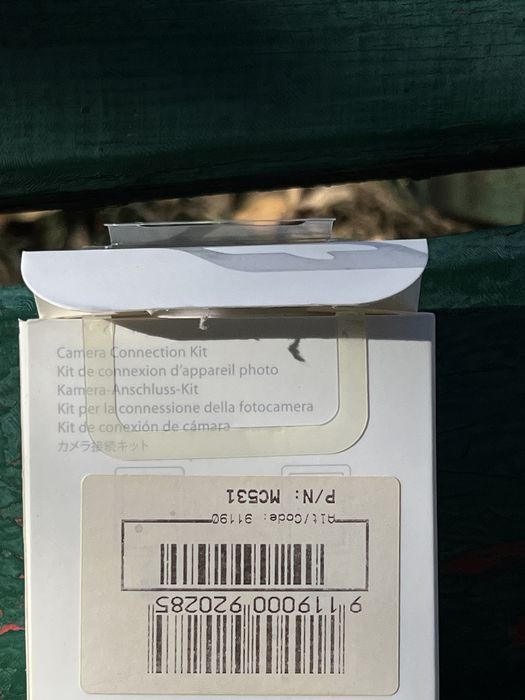 Camera Connection Kit
Kit de connexion d'appareil photo
Kamera-Anschluss-Kit
Kit per la connessione della fotocamera
Kit de conexión de cámara
カメラ接続キット
P/N: MC531
Alt/Code: 91190
9 119000 920285